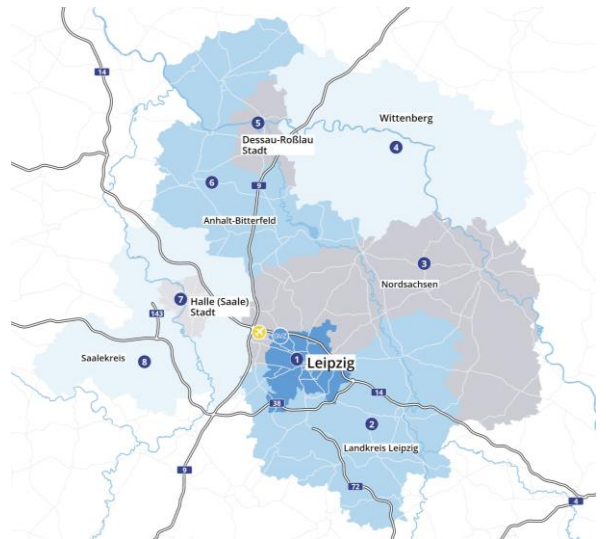 14
Wittenberg
5
4
Dessau-Roßlau
Stadt
6
9
Anhalt-Bitterfeld
3
Nordsachsen
7
Halle (Saale)
Stadt
143
Saalekreis
8
1
Leipzig
14
38
2
Landkreis Leipzig
9
72
4